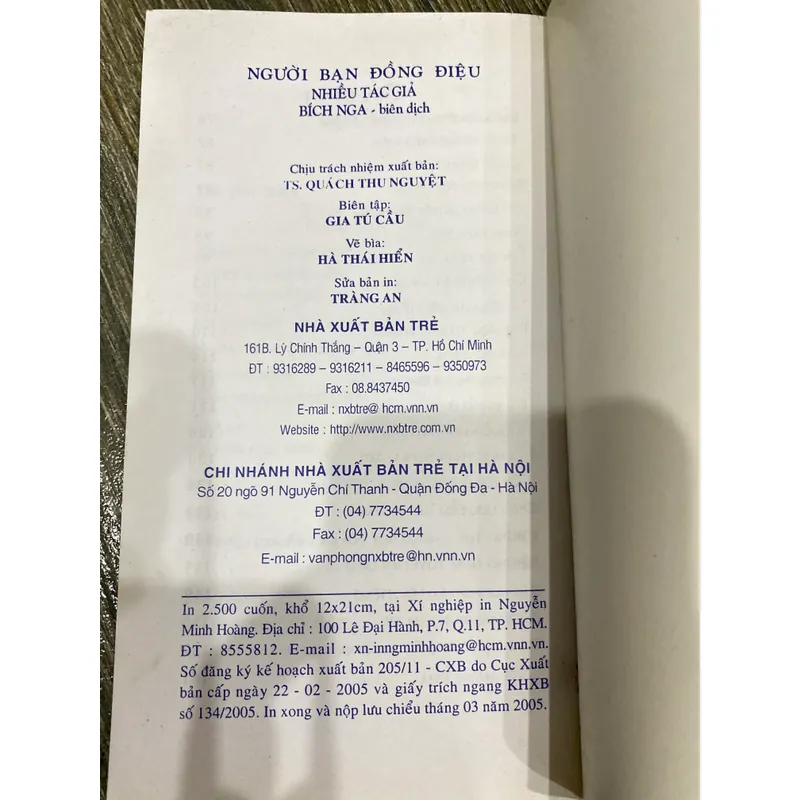 NGƯỜI BẠN ĐỒNG ĐIỆU
NHIỀU TÁC GIẢ
BÍCH NGA - biên dịch
Chịu trách nhiệm xuất bản:
TS. QUÁCH THU NGUYỆT
Biên tập:
GIA TÚ CẦU
Vẽ bìa:
HÀ THÁI HIỂN
Sửa bản in:
TRÀNG AN
NHÀ XUẤT BẢN TRẺ
161B. Lý Chính Thắng – Quận 3 – TP. Hồ Chí Minh
ĐT : 9316289 – 9316211 – 8465596 – 9350973
Fax : 08.8437450
E-mail : nxbtre@ hcm.vnn.vn
Website : http://www.nxbtre.com.vn
CHI NHÁNH NHÀ XUẤT BẢN TRẺ TẠI HÀ NỘI
Số 20 ngõ 91 Nguyễn Chí Thanh - Quận Đống Đa - Hà Nội
ĐT : (04) 7734544
Fax : (04) 7734544
E-mail : vanphongnxbtre@hn.vnn.vn
In 2.500 cuốn, khổ 12x21cm, tại Xí nghiệp in Nguyễn
Minh Hoàng. Địa chỉ : 100 Lê Đại Hành, P.7, Q.11, TP. HCM.
ĐT : 8555812. E-mail : xn-inngminhhoang@hcm.vnn.vn.
Số đăng ký kế hoạch xuất bản 205/11 - CXB do Cục Xuất
bản cấp ngày 22 - 02 - 2005 và giấy trích ngang KHXB
số 134/2005. In xong và nộp lưu chiểu tháng 03 năm 2005.